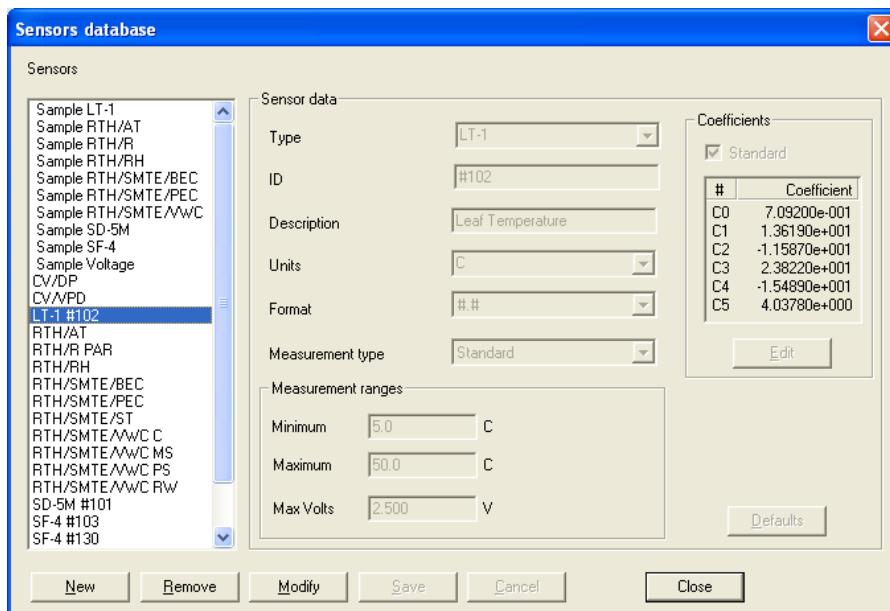 Sensors database
Sensors
Sample LT-1
Sample RTH/AT
Sample RTH/R
Sample RTH/RH
Sample RTH/SMTE/BEC
Sample RTH/SMTE/PEC
Sample RTH/SMTE/VWC
Sample SD-5M
Sample SF-4
Sample Voltage
CV/DP
CV/VPD
LT-1 #102
RTH/AT
RTH/R PAR
RTH/RH
RTH/SMTE/BEC
RTH/SMTE/PEC
RTH/SMTE/ST
RTH/SMTE/VWC C
RTH/SMTE/VWC MS
RTH/SMTE/VWC PS
RTH/SMTE/VWC RW
SD-5M #101
SF-4 #103
SF-4 #130
Sensor data
Type LT-1
ID #102
Description Leaf Temperature
Units C
Format #.#
Measurement type Standard
Measurement ranges
Minimum 5.0 C
Maximum 50.0 C
Max Volts 2.500 V
Coefficients
Standard
# Coefficient
C0 7.09200e-001
C1 1.36190e+001
C2 -1.15870e+001
C3 2.38220e+001
C4 -1.54890e+001
C5 4.03780e+000
Edit
Defaults
New Remove Modify Save Cancel Close